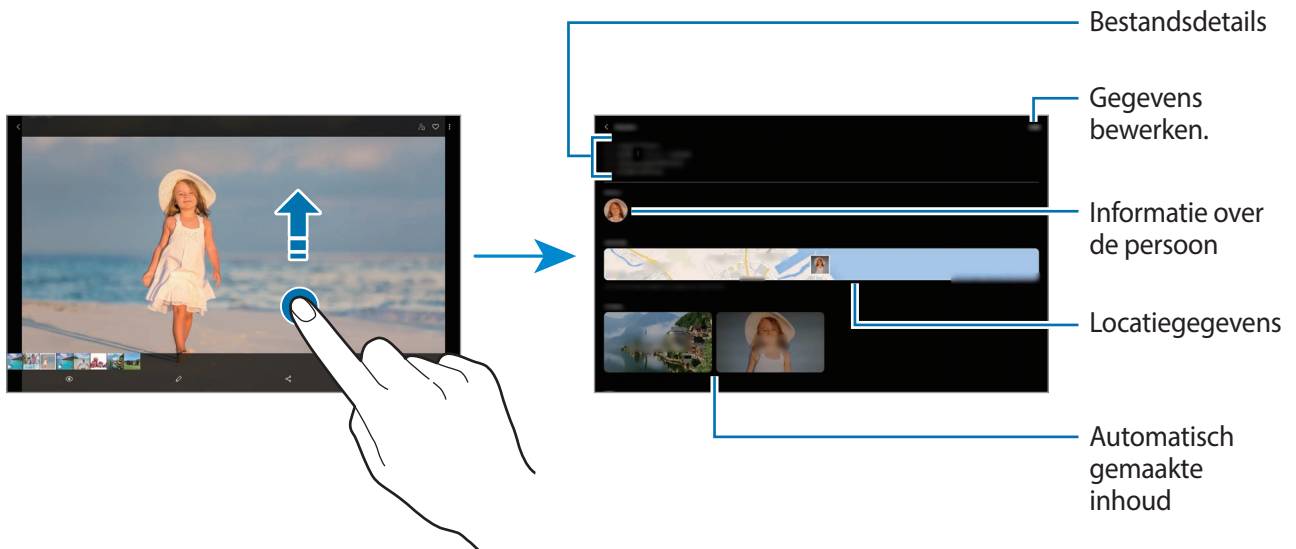 Bestandsdetails
Gegevens
bewerken.
Informatie over
de persoon
Locatiegegevens
Automatisch
gemaakte
inhoud